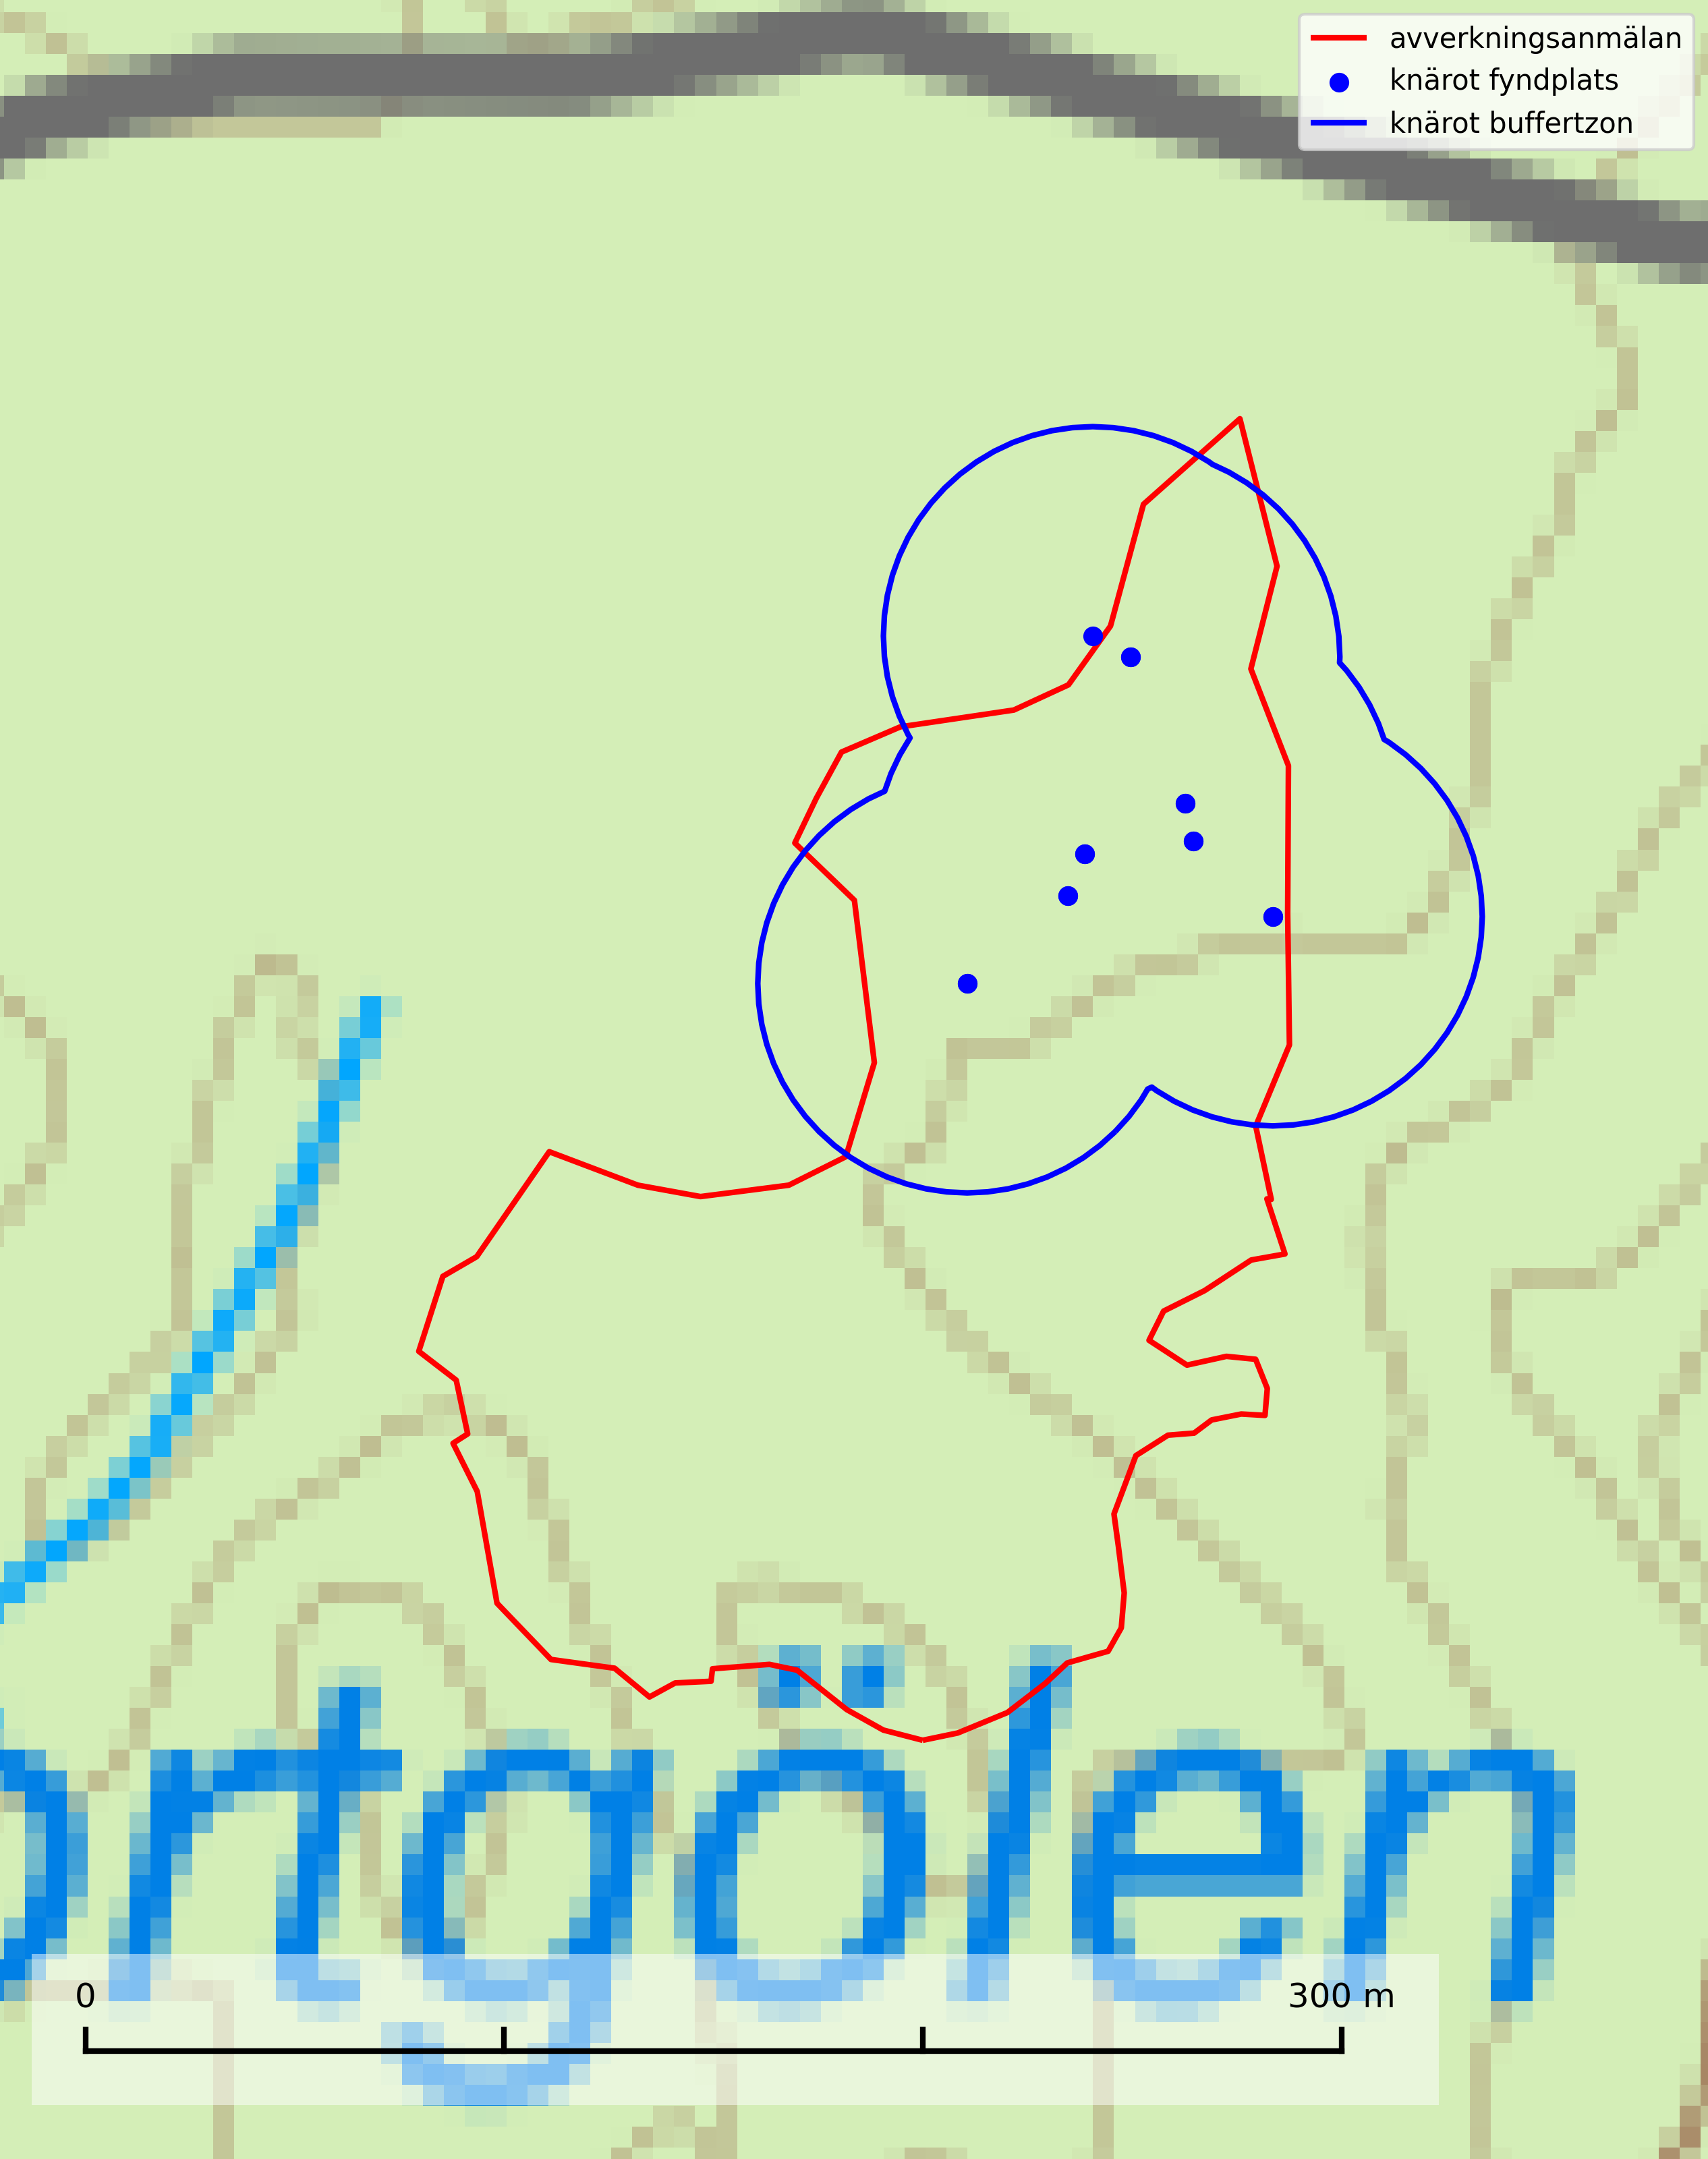 avverkningsanmälan
knärot fyndplats
knärot buffertzon
0 300 m